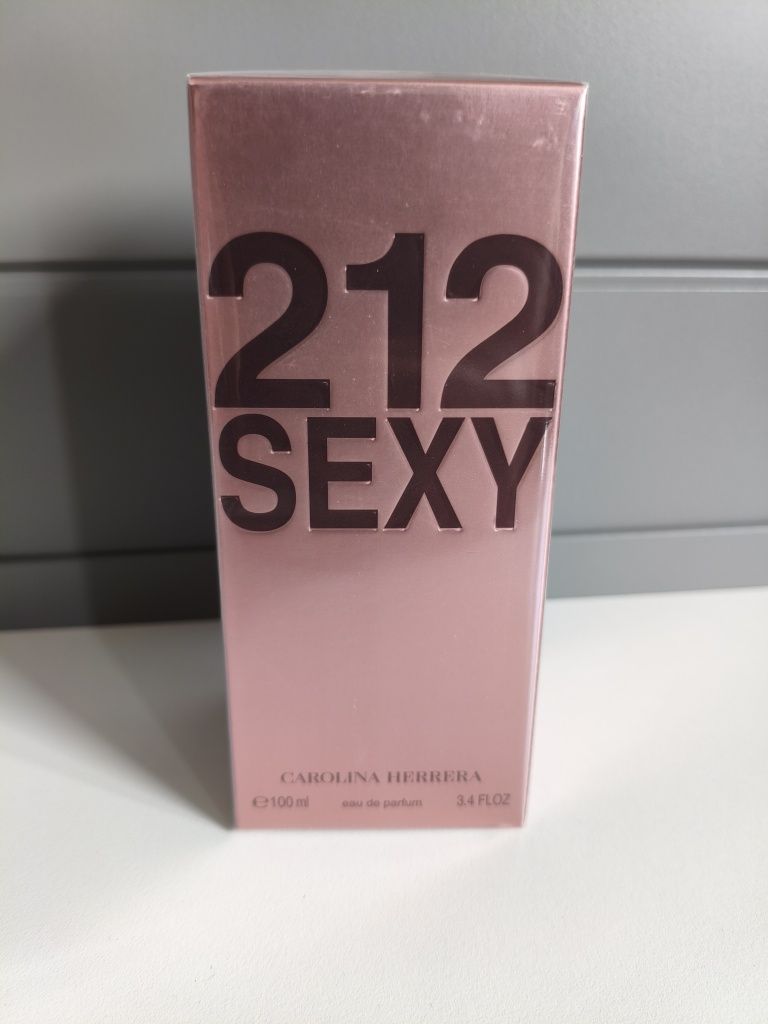 212
SEXY
CAROLINA HERRERA
℮100 ml eau de parfum 3.4 FLOZ